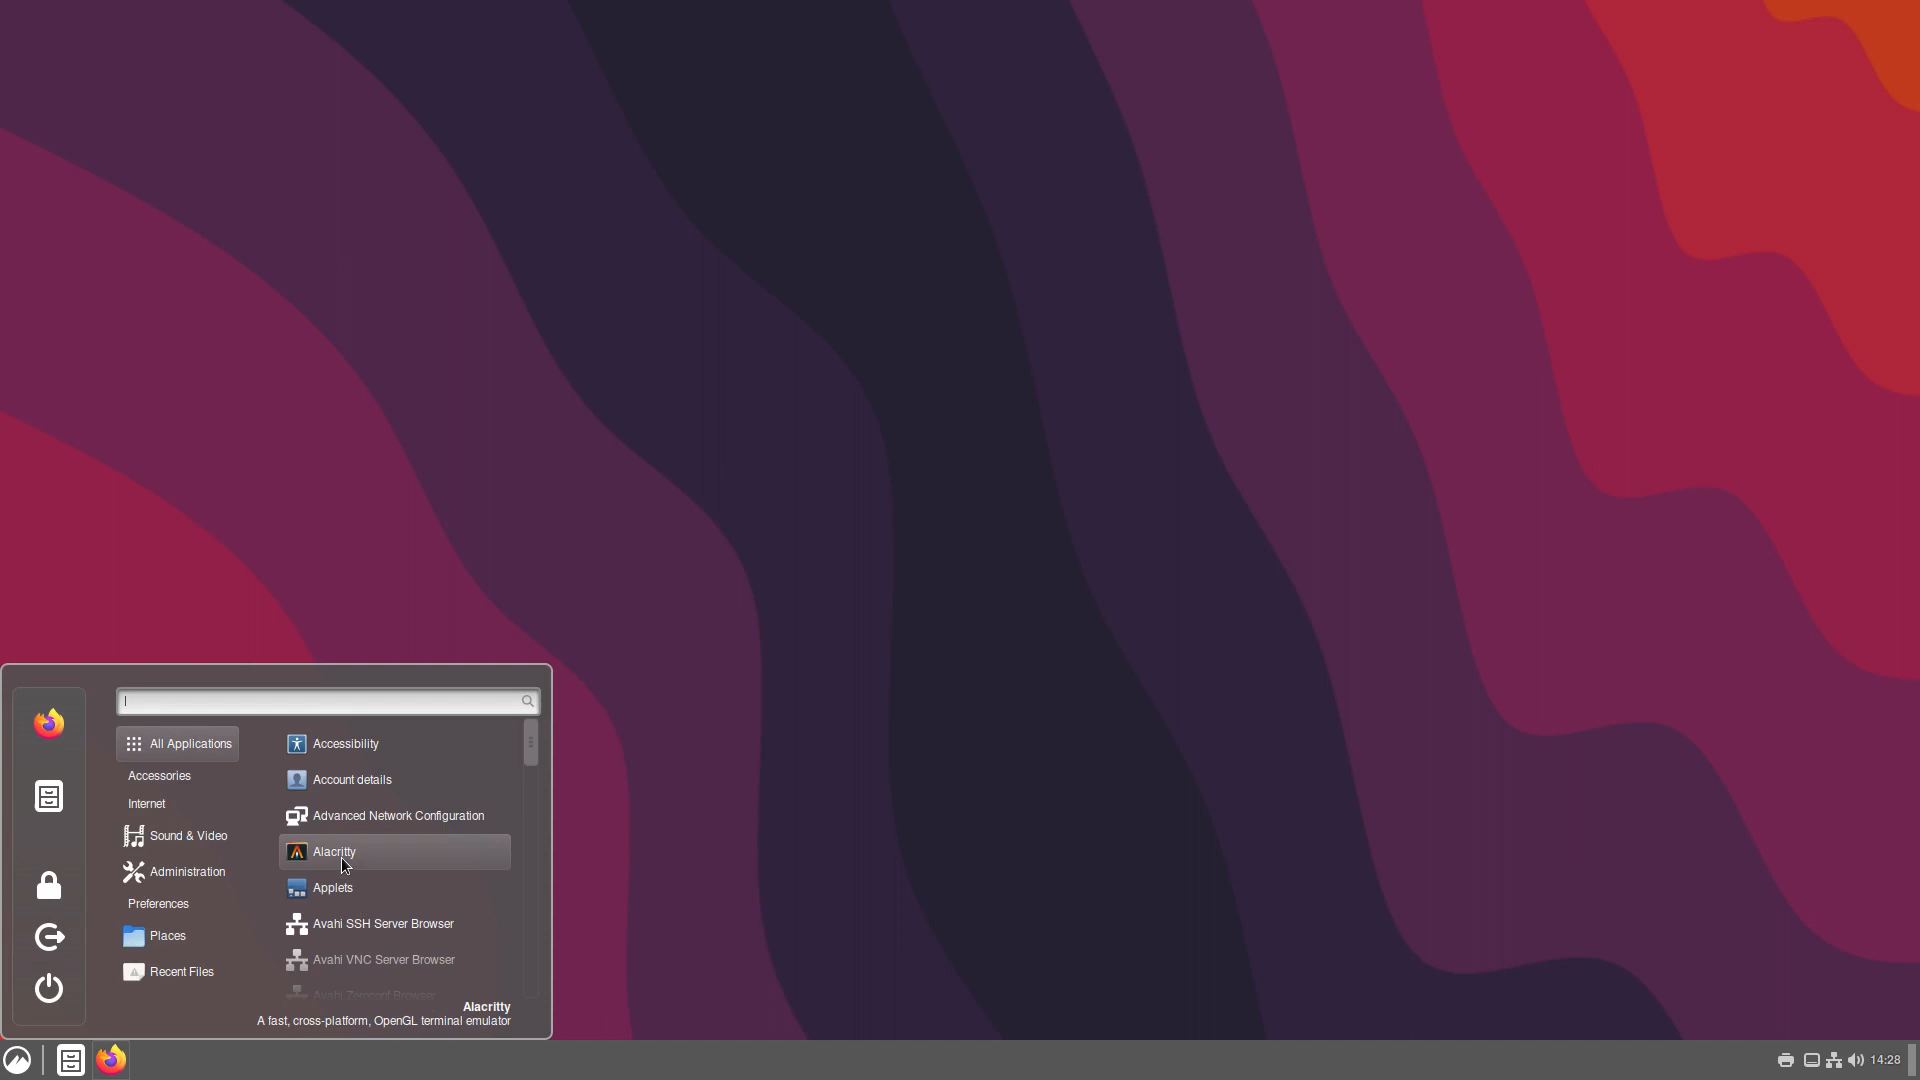 All Applications
Accessories
Internet
Sound & Video
Administration
Preferences
Places
Recent Files
Accessibility
Account details
Advanced Network Configuration
Alacritty
Applets
Avahi SSH Server Browser
Avahi VNC Server Browser
Avahi Zeroconf Browser
Alacritty
A fast, cross-platform, OpenGL terminal emulator
14:28